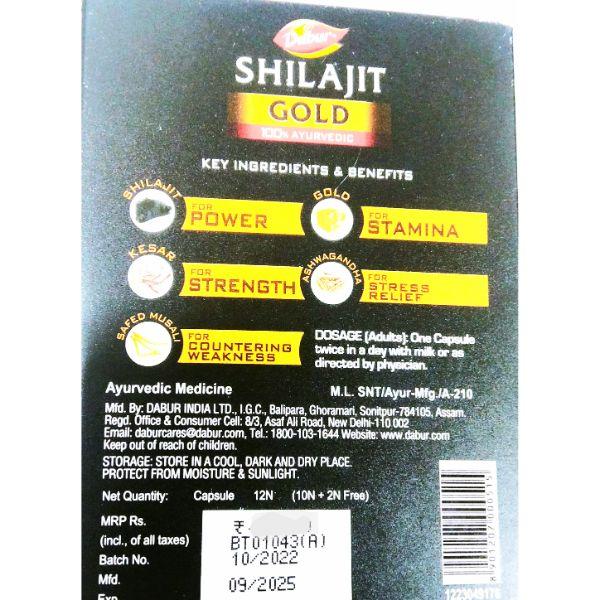 Dabur
SHILAJIT
GOLD
100% AYURVEDIC
KEY INGREDIENTS & BENEFITS
SHILAJIT
FOR
POWER
GOLD
FOR
STAMINA
KESAR
FOR
STRENGTH
ASHWAGANDHA
FOR
STRESS
RELIEF
SAFED MUSALI
FOR
COUNTERING
WEAKNESS
DOSAGE (Adults): One Capsule
twice in a day with milk or as
directed by physician.
Ayurvedic Medicine M.L. SNT/Ayur-Mfg./A-210
Mfd. By: DABUR INDIA LTD., I.G.C., Balipara, Ghoramari, Sonitpur-784105, Assam.
Regd. Office & Consumer Cell: 8/3, Asaf Ali Road, New Delhi-110 002
Email: daburcares@dabur.com, Tel.: 1800-103-1644 Website: www.dabur.com
Keep out of reach of children.
STORAGE: STORE IN A COOL, DARK AND DRY PLACE.
PROTECT FROM MOISTURE & SUNLIGHT.
Net Quantity: Capsule 12N (10N + 2N Free)
MRP Rs. ₹
(incl., of all taxes) BT01043(A)
Batch No. 10/2022
Mfd. 09/2025
Exp.
8901207000515
1223049176